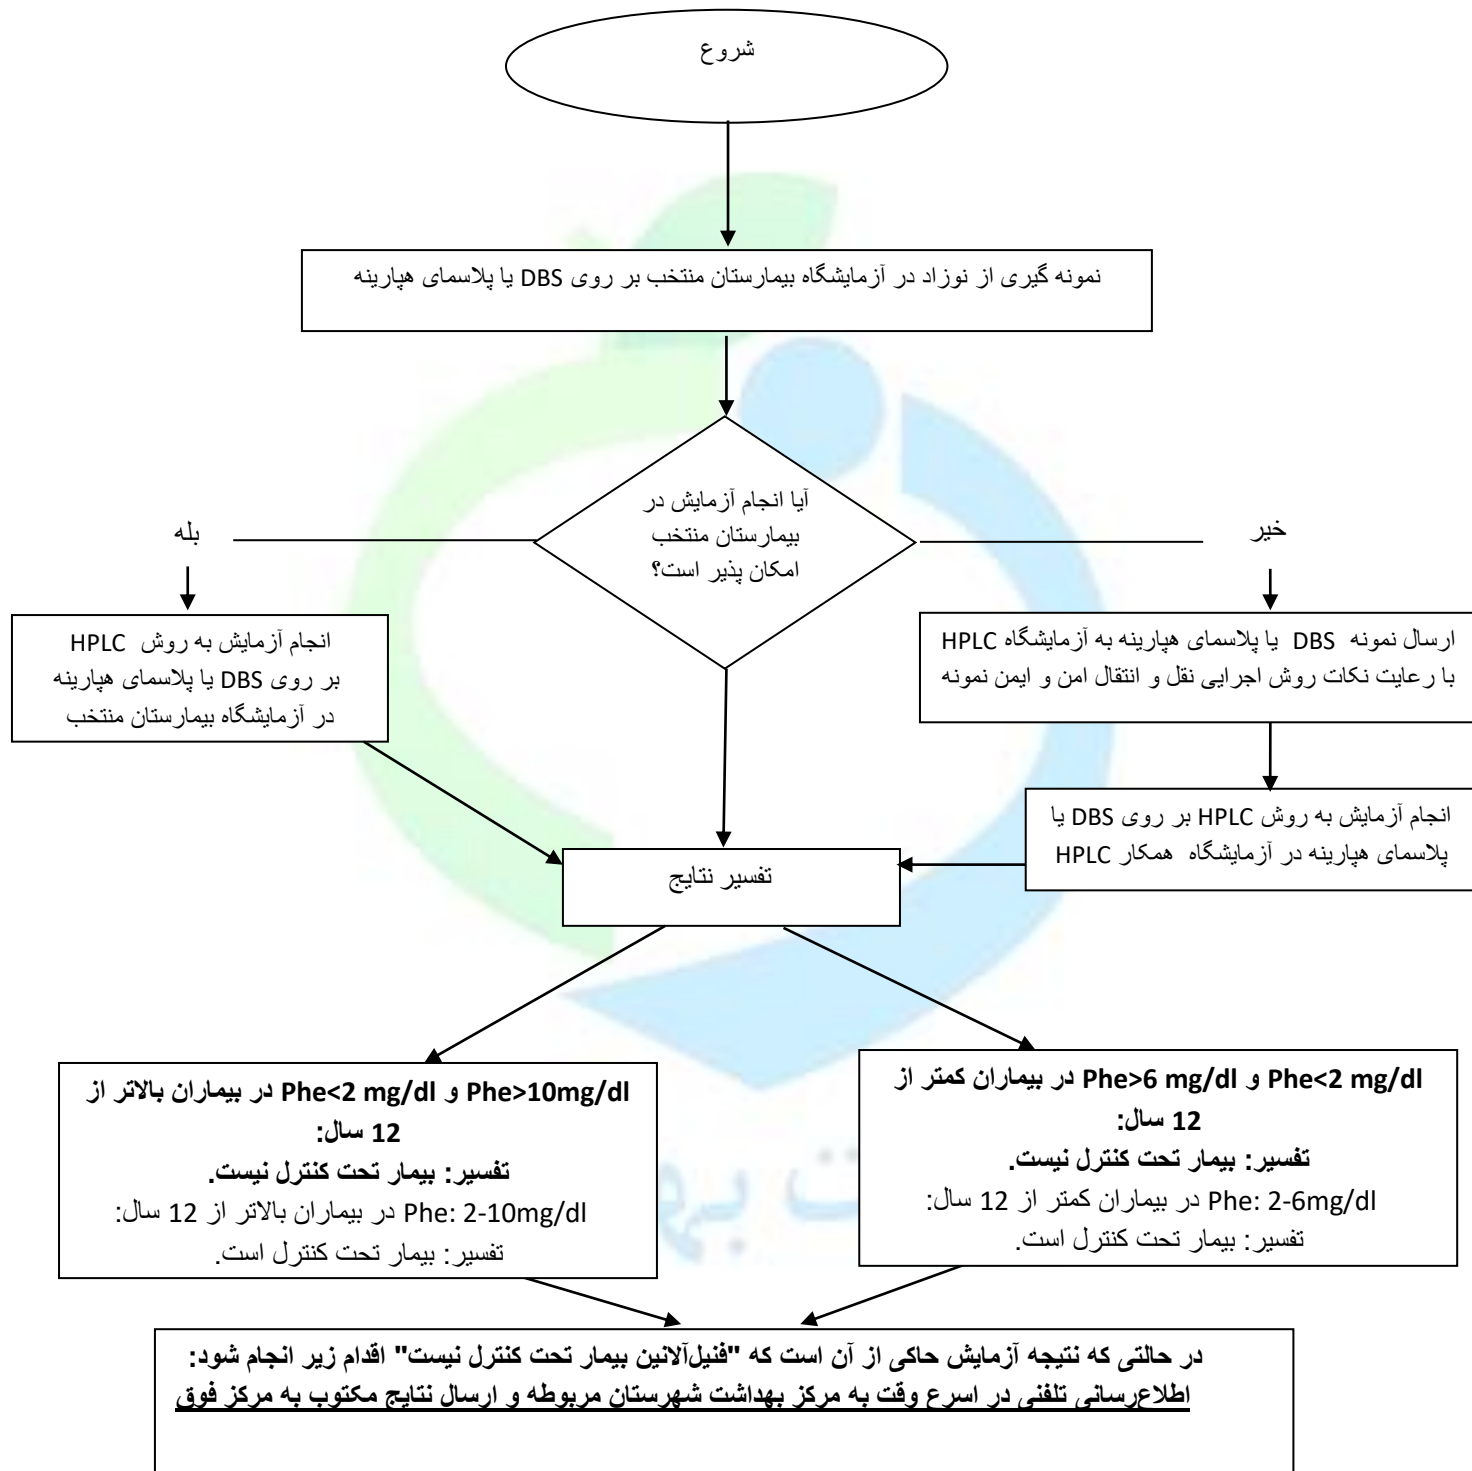 شروع
نمونه گیری از نوزاد در آزمایشگاه بیمارستان منتخب بر روی DBS یا پلاسمای هپارینه
آیا انجام آزمایش در
بیمارستان منتخب
امکان پذیر است؟
خیر
بله
ارسال نمونه DBS یا پلاسمای هپارینه به آزمایشگاه HPLC
با رعایت نکات روش اجرایی نقل و انتقال امن و ایمن نمونه
انجام آزمایش به روش HPLC
بر روی DBS یا پلاسمای هپارینه
در آزمایشگاه بیمارستان منتخب
انجام آزمایش به روش HPLC بر روی DBS یا
پلاسمای هپارینه در آزمایشگاه همکار HPLC
تفسیر نتایج
Phe<2 mg/dl و Phe>6 mg/dl در بیماران کمتر از
12 سال:
تفسیر: بیمار تحت کنترل نیست.
Phe: 2-6mg/dl در بیماران کمتر از 12 سال:
تفسیر: بیمار تحت کنترل است.
Phe>10mg/dl و Phe<2 mg/dl در بیماران بالاتر از
12 سال:
تفسیر: بیمار تحت کنترل نیست.
Phe: 2-10mg/dl در بیماران بالاتر از 12 سال:
تفسیر: بیمار تحت کنترل است.
در حالتی که نتیجه آزمایش حاکی از آن است که "فنیل‌آلانین بیمار تحت کنترل نیست" اقدام زیر انجام شود:
اطلاع‌رسانی تلفنی در اسرع وقت به مرکز بهداشت شهرستان مربوطه و ارسال نتایج مکتوب به مرکز فوق